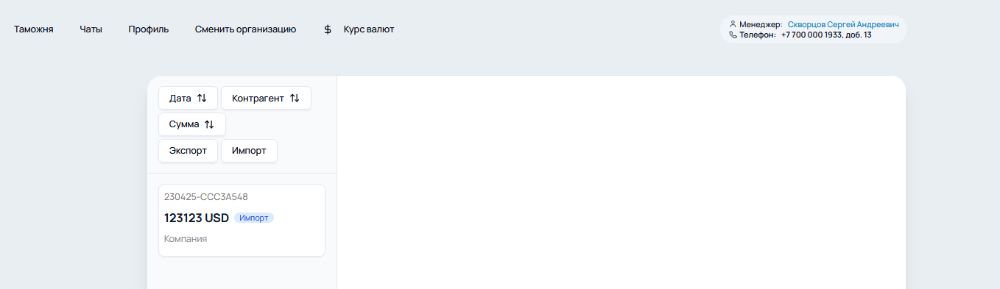 Таможня Чаты Профиль Сменить организацию $ Курс валют
Менеджер: Скворцов Сергей Андреевич
Телефон: +7 700 000 1933, доб. 13
Дата Контрагент
Сумма
Экспорт Импорт
230425-CCC3A548
123123 USD Импорт
Компания